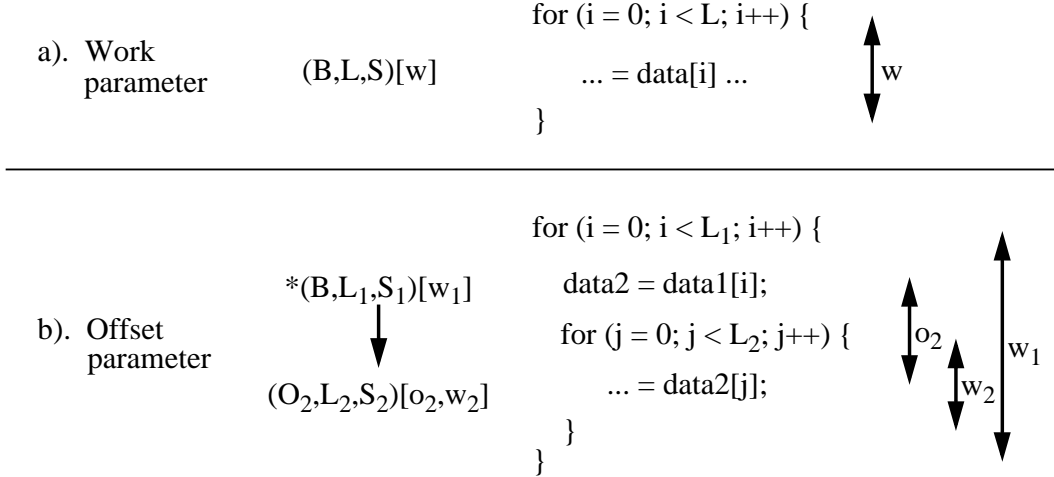 a). Work parameter
(B,L,S)[w]
for (i = 0; i < L; i++) {
... = data[i] ...
}
w
b). Offset parameter
*(B,L₁,S₁)[w₁]
(O₂,L₂,S₂)[o₂,w₂]
for (i = 0; i < L₁; i++) {
data2 = data1[i];
for (j = 0; j < L₂; j++) {
... = data2[j];
}
}
o₂
w₂
w₁